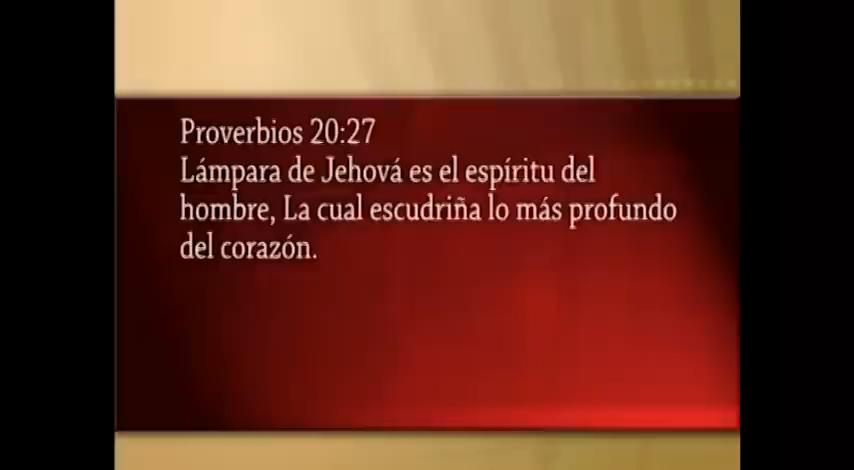 Proverbios 20:27
Lámpara de Jehová es el espíritu del
hombre, La cual escudriña lo más profundo
del corazón.